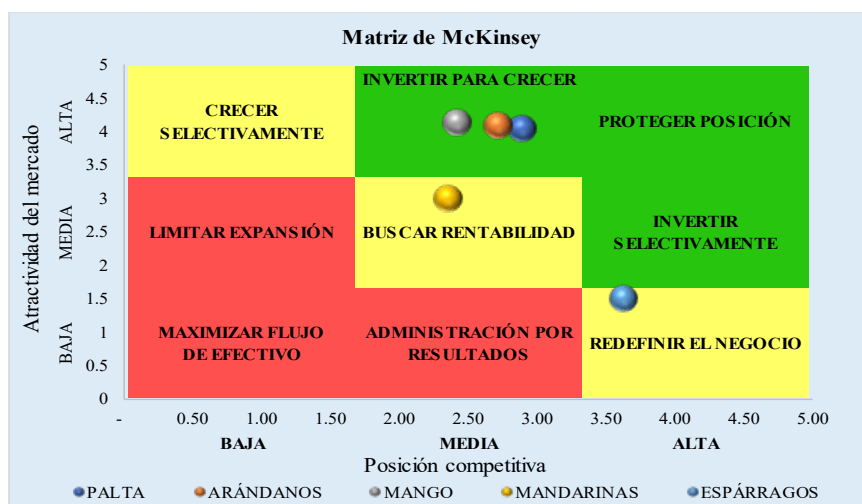 Matriz de McKinsey
Atractividad del mercado
ALTA
MEDIA
BAJA
5
4.5
4
3.5
3
2.5
2
1.5
1
0.5
0
CRECER
SELECTIVAMENTE
INVERTIR PARA CRECER
PROTEGER POSICIÓN
LIMITAR EXPANSIÓN
BUSCAR RENTABILIDAD
INVERTIR
SELECTIVAMENTE
MAXIMIZAR FLUJO
DE EFECTIVO
ADMINISTRACIÓN POR
RESULTADOS
REDEFINIR EL NEGOCIO
- 0.50 1.00 1.50 2.00 2.50 3.00 3.50 4.00 4.50 5.00
BAJA MEDIA ALTA
Posición competitiva
PALTA ARÁNDANOS MANGO MANDARINAS ESPÁRRAGOS